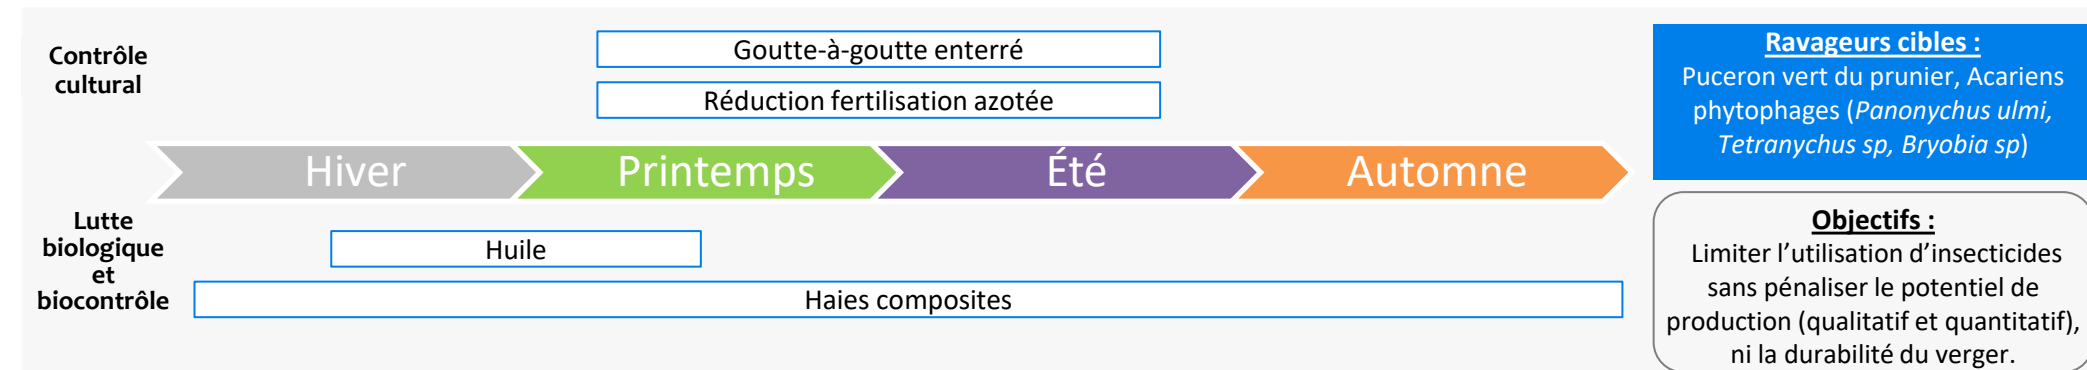 Contrôle
cultural
Goutte-à-goutte enterré
Réduction fertilisation azotée
Hiver
Printemps
Été
Automne
Lutte
biologique
et
biocontrôle
Huile
Haies composites
Ravageurs cibles :
Puceron vert du prunier, Acariens
phytophages (Panonychus ulmi,
Tetranychus sp, Bryobia sp)
Objectifs :
Limiter l’utilisation d’insecticides
sans pénaliser le potentiel de
production (qualitatif et quantitatif),
ni la durabilité du verger.